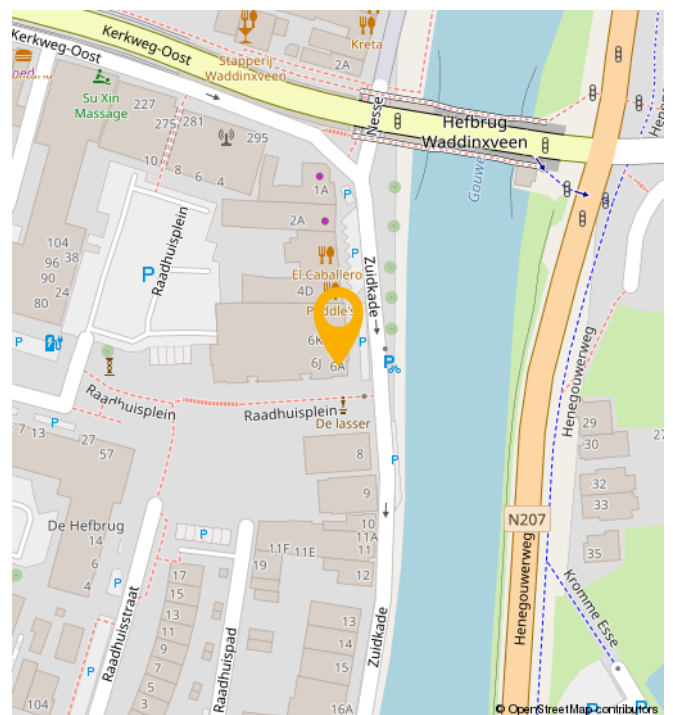 Kerkweg-Oost
Kerkweg-Oost
Stapperij
Waddinxveen
Kreta
2A
Su Xin
Massage
227
275
281
295
10
8
6
4
Nesse
Hefbrug
Waddinxveen
Gouwe
1A
2A
Raadhuisplein
104
96
38
90
24
80
P
P
P
El Caballero
4D
Zuidkade
6K
6J
6A
P
P
P
Raadhuisplein
Raadhuisplein
De lasser
P
7
13
27
57
8
9
P
10
11A
11
11F
11E
12
De Hefbrug
14
6
4
P
P
19
17
15
13
11
9
7
5
3
Raadhuisstraat
Raadhuispad
P
104
13
14
15
16A
Zuidkade
Henegouwerweg
29
30
27
32
33
35
N207
Henegouwerweg
Kromme Esse
P
P
© OpenStreetMap contributors